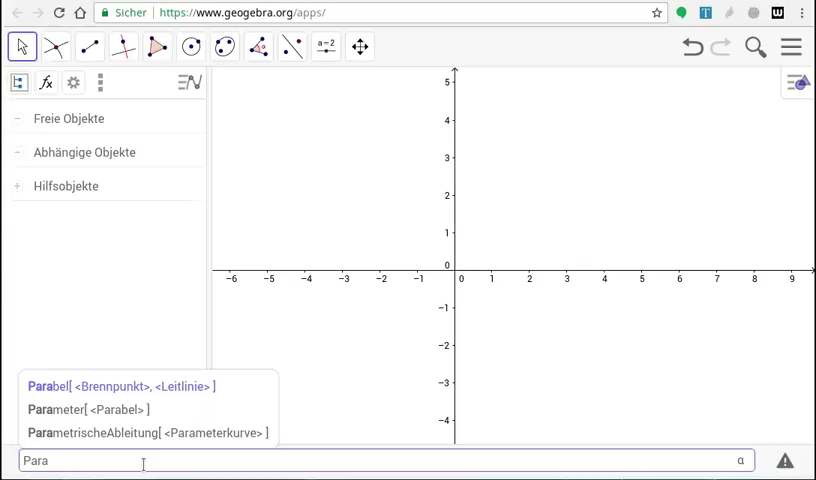 Sicher https://www.geogebra.org/apps/
T
W
a=2
fx
Freie Objekte
Abhängige Objekte
Hilfsobjekte
5
4
3
2
1
0
−6 −5 −4 −3 −2 −1 0 1 2 3 4 5 6 7 8 9
−1
−2
−3
−4
Parabel[ <Brennpunkt>, <Leitlinie> ]
Parameter[ <Parabel> ]
ParametrischeAbleitung[ <Parameterkurve> ]
Para α